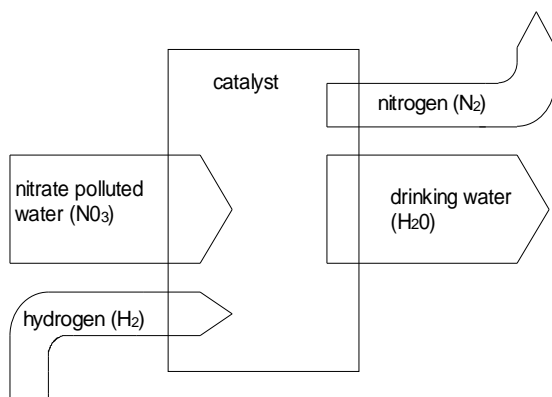 catalyst
nitrogen (N₂)
nitrate polluted
water (N0₃)
drinking water
(H₂0)
hydrogen (H₂)